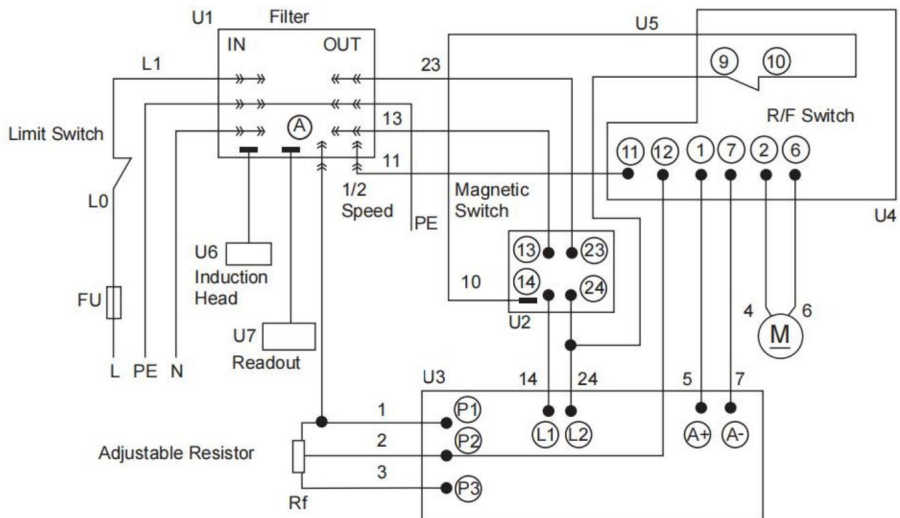 U1 Filter
U5
IN OUT
L1
23
9 10
R/F Switch
13
A
Limit Switch
11
11 12 1 7 2 6
1/2
Speed
Magnetic
Switch
L0
PE
U4
U6
Induction
Head
13 23
10
14 24
FU
U2
4 6
M
U7
Readout
L PE N
U3
14 24
5 7
1
P1
L1 L2
A+ A-
2
P2
Adjustable Resistor
3
P3
Rf